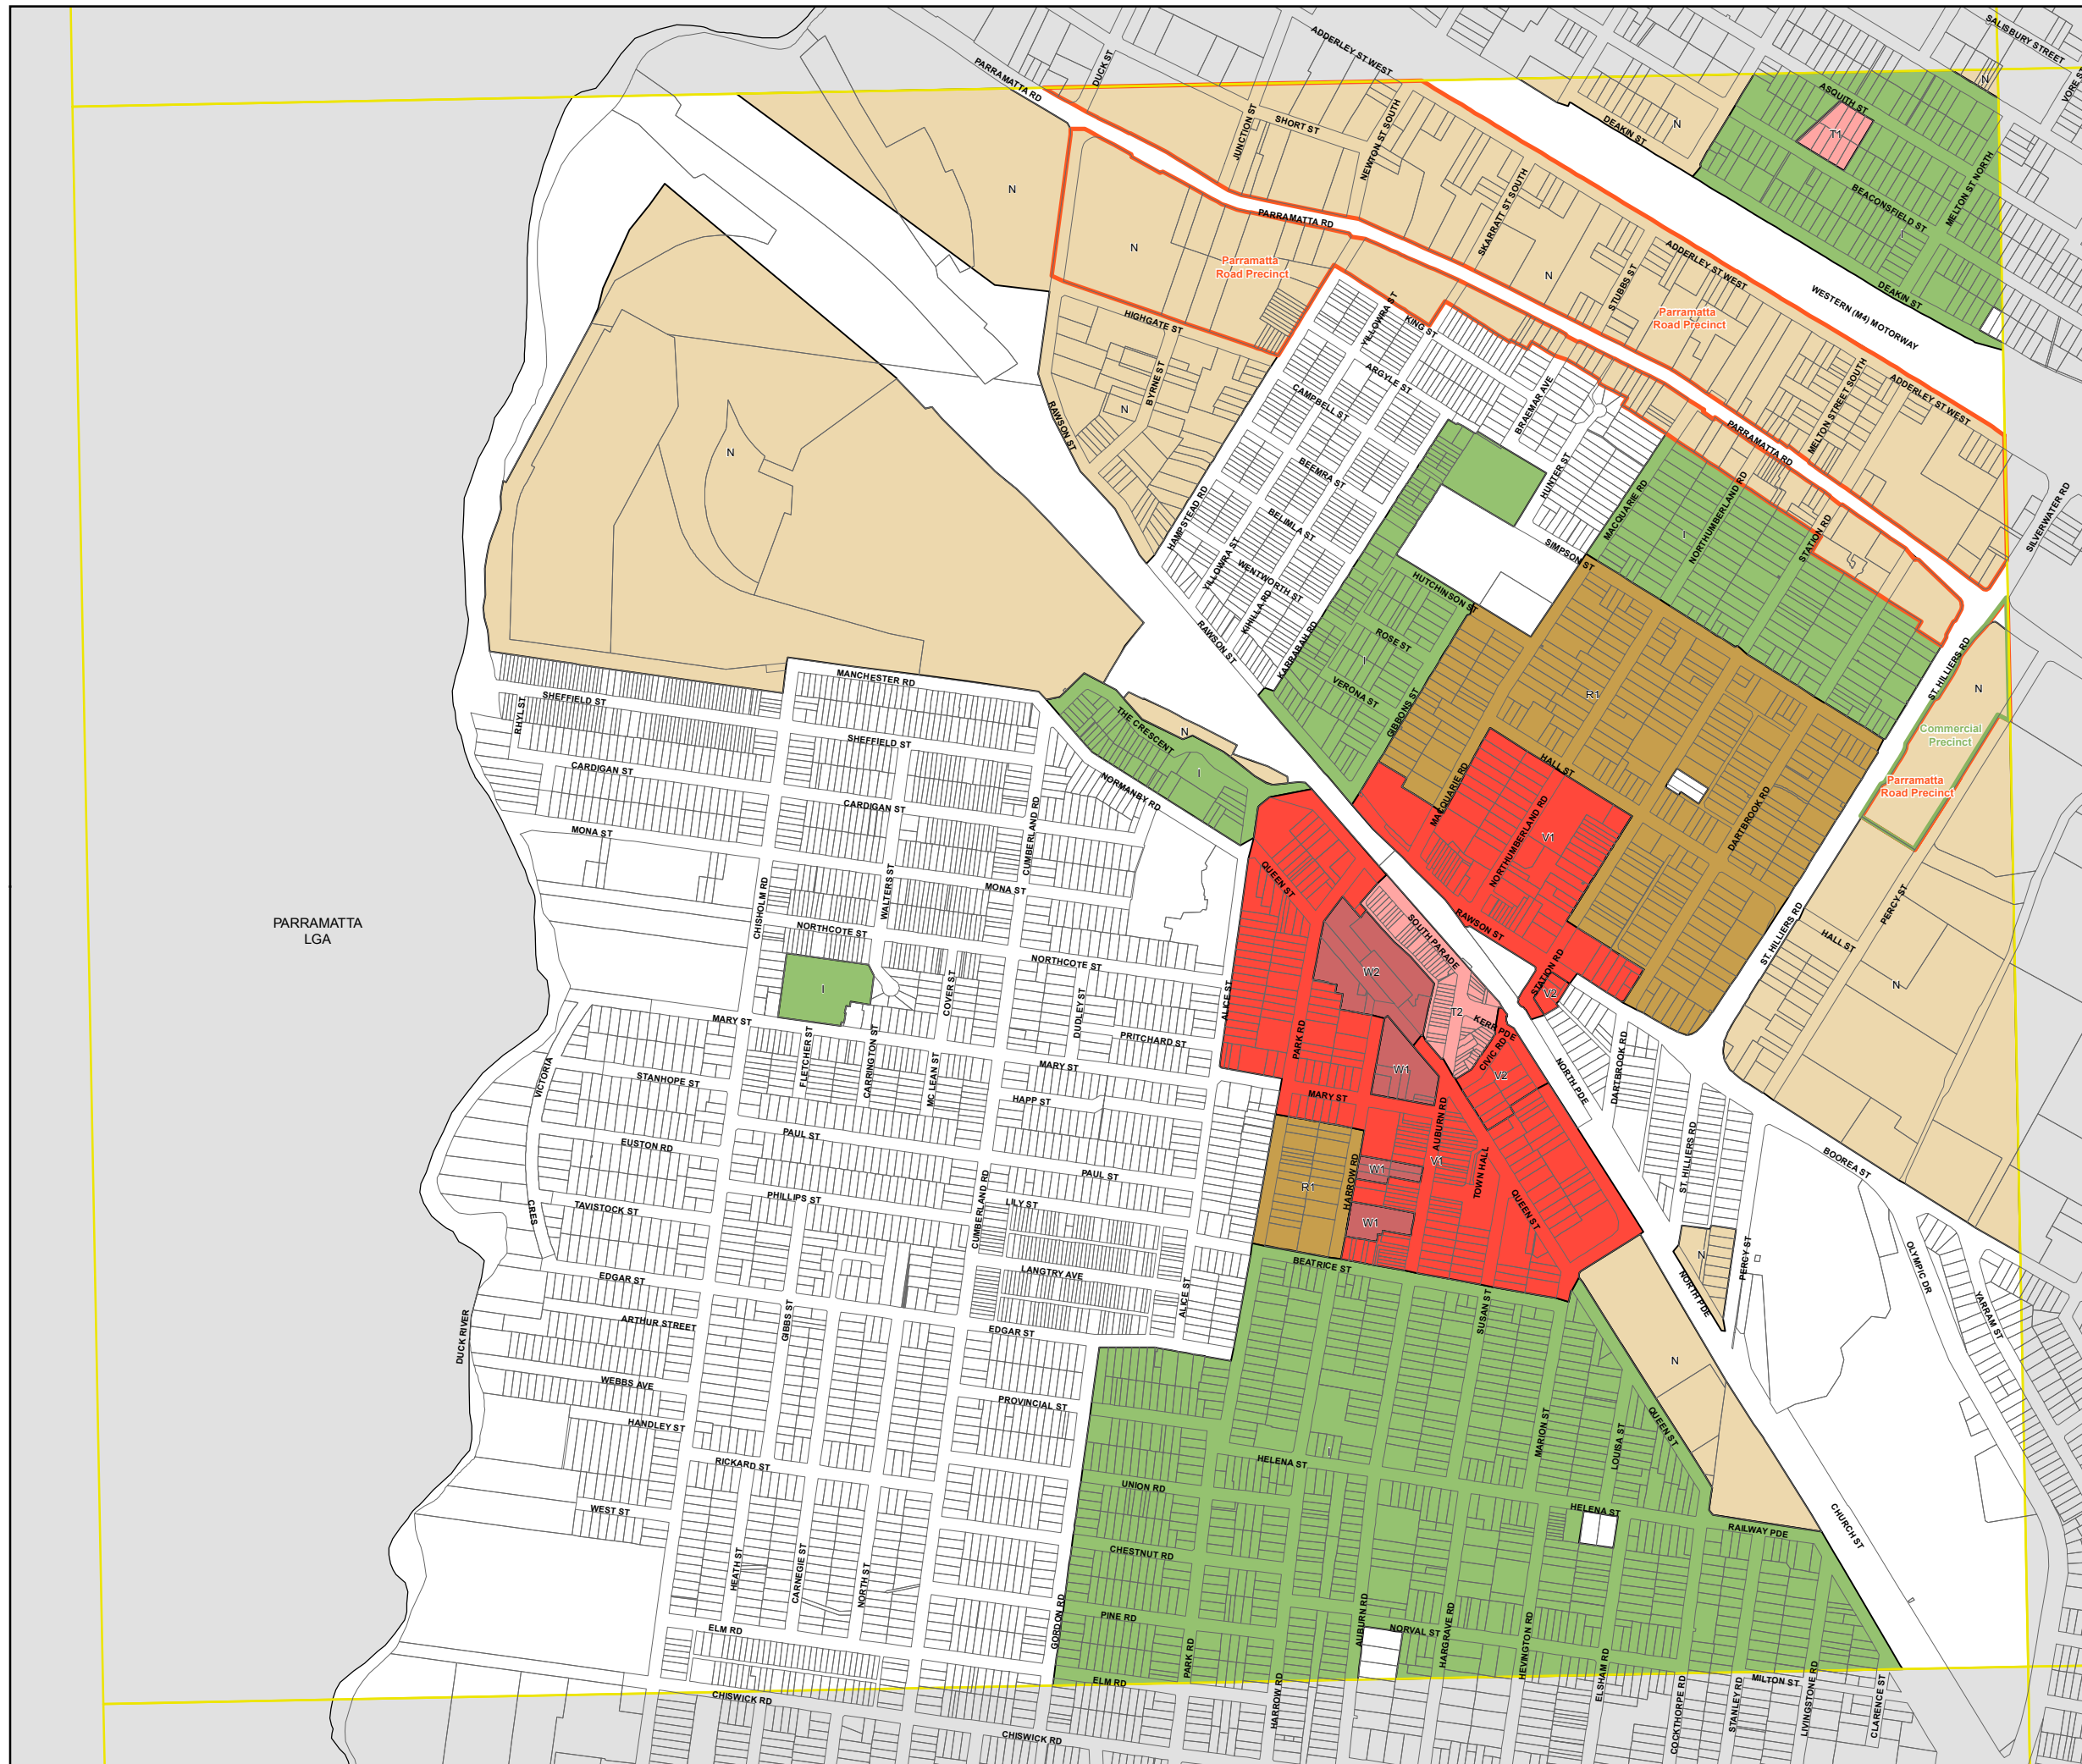 SALISBURY STREET
ADDERLEY ST WEST
DUCK ST
PARRAMATTA RD
N
ASQUITH ST
T1
DEAKIN ST
N
JUNCTION ST
SHORT ST
NEWTON ST SOUTH
BEACONSFIELD ST
MELTON ST NORTH
I
N
SKARRATT ST SOUTH
PARRAMATTA RD
N
Parramatta
Road Precinct
N
STUBBS ST
ADDERLEY ST WEST
WESTERN (M4) MOTORWAY
DEAKIN ST
Parramatta
Road Precinct
HIGHGATE ST
YILLOWRA ST
KING ST
BYRNE ST
ARGYLE ST
BRAEMAR AVE
MELTON STREET SOUTH
ADDERLEY ST WEST
N
RAWSON ST
CAMPBELL ST
PARRAMATTA RD
N
BEEMRA ST
HUNTER ST
MACQUARIE RD
NORTHUMBERLAND RD
I
STATION RD
SILVERWATER RD
HAMPSTEAD RD
BELIMLA ST
YILLOWRA ST
WENTWORTH ST
KIHILLA RD
SIMPSON ST
HUTCHINSON ST
RAWSON ST
KARRABAH RD
ROSE ST
I
VERONA ST
GIBBONS ST
R1
ST. HILLIERS RD
N
Commercial
Precinct
Parramatta
Road Precinct
MANCHESTER RD
SHEFFIELD ST
RHYL ST
SHEFFIELD ST
THE CRESCENT
N
I
NORMANBY RD
CARDIGAN ST
CARDIGAN ST
CUMBERLAND RD
MACQUARIE RD
HALL ST
NORTHUMBERLAND RD
V1
DARTBROOK RD
MONA ST
MONA ST
QUEEN ST
WALTERS ST
CHISHOLM RD
PARRAMATTA
LGA
NORTHCOTE ST
NORTHCOTE ST
SOUTH PARADE
RAWSON ST
W2
STATION RD
V2
PERCY ST
HALL ST
ST. HILLIERS RD
N
I
COVER ST
DUDLEY ST
ALICE ST
PARK RD
T2
KERR PDE
CIVIC RD
MARY ST
PRITCHARD ST
FLETCHER ST
CARRINGTON ST
MC LEAN ST
MARY ST
W1
V2
NORTH PDE
DARTBROOK RD
VICTORIA
CRES
STANHOPE ST
HAPP ST
MARY ST
AUBURN RD
EUSTON RD
PAUL ST
PAUL ST
V1
W1
TOWN HALL
ST. HILLIERS RD
BOOREA ST
PHILLIPS ST
LILY ST
CUMBERLAND RD
R1
HARROW RD
W1
QUEEN ST
TAVISTOCK ST
EDGAR ST
LANGTRY AVE
ALICE ST
BEATRICE ST
N
NORTH PDE
PERCY ST
OLYMPIC DR
YARRAM ST
DUCK RIVER
ARTHUR STREET
GIBBS ST
EDGAR ST
SUSAN ST
N
WEBBS AVE
PROVINCIAL ST
HANDLEY ST
RICKARD ST
HELENA ST
I
MARION ST
LOUISA ST
QUEEN ST
WEST ST
UNION RD
HELENA ST
RAILWAY PDE
CHURCH ST
HEATH ST
CARNEGIE ST
NORTH ST
CHESTNUT RD
GORDON RD
PINE RD
AUBURN RD
NORVAL ST
HARGRAVE RD
HEVINGTON RD
ELM RD
PARK RD
ELM RD
HARROW RD
ELSHAM RD
COCKTHORPE RD
STANLEY RD
MILTON ST
LIVINGSTONE RD
CLARENCE ST
CHISWICK RD
CHISWICK RD